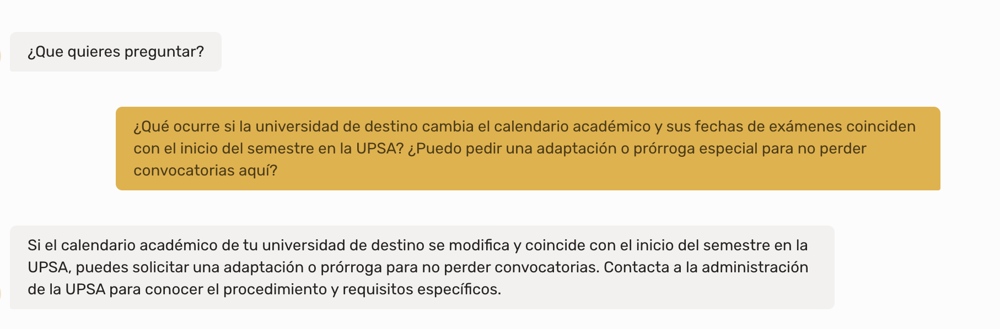 ¿Que quieres preguntar?
¿Qué ocurre si la universidad de destino cambia el calendario académico y sus fechas de exámenes coinciden
con el inicio del semestre en la UPSA? ¿Puedo pedir una adaptación o prórroga especial para no perder
convocatorias aquí?
Si el calendario académico de tu universidad de destino se modifica y coincide con el inicio del semestre en la
UPSA, puedes solicitar una adaptación o prórroga para no perder convocatorias. Contacta a la administración
de la UPSA para conocer el procedimiento y requisitos específicos.